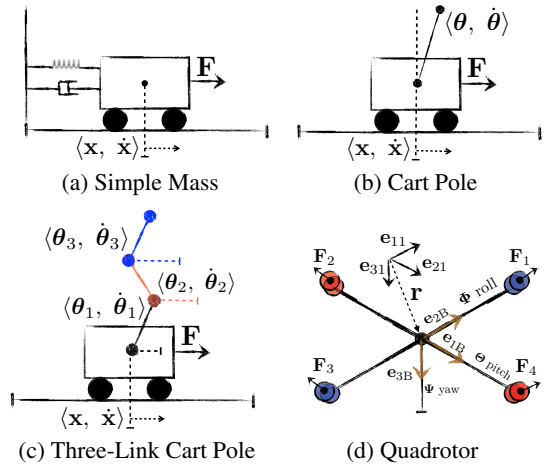 F
⟨x, ẋ⟩
(a) Simple Mass
⟨θ, θ̇⟩
F
⟨x, ẋ⟩
(b) Cart Pole
⟨θ₃, θ̇₃⟩
⟨θ₂, θ̇₂⟩
⟨θ₁, θ̇₁⟩
F
⟨x, ẋ⟩
(c) Three-Link Cart Pole
e₁₁
F₂
F₁
e₃₁
e₂₁
r
Φ roll
e₂B
e₁B
Θ pitch
F₃
F₄
e₃B
Ψ yaw
(d) Quadrotor